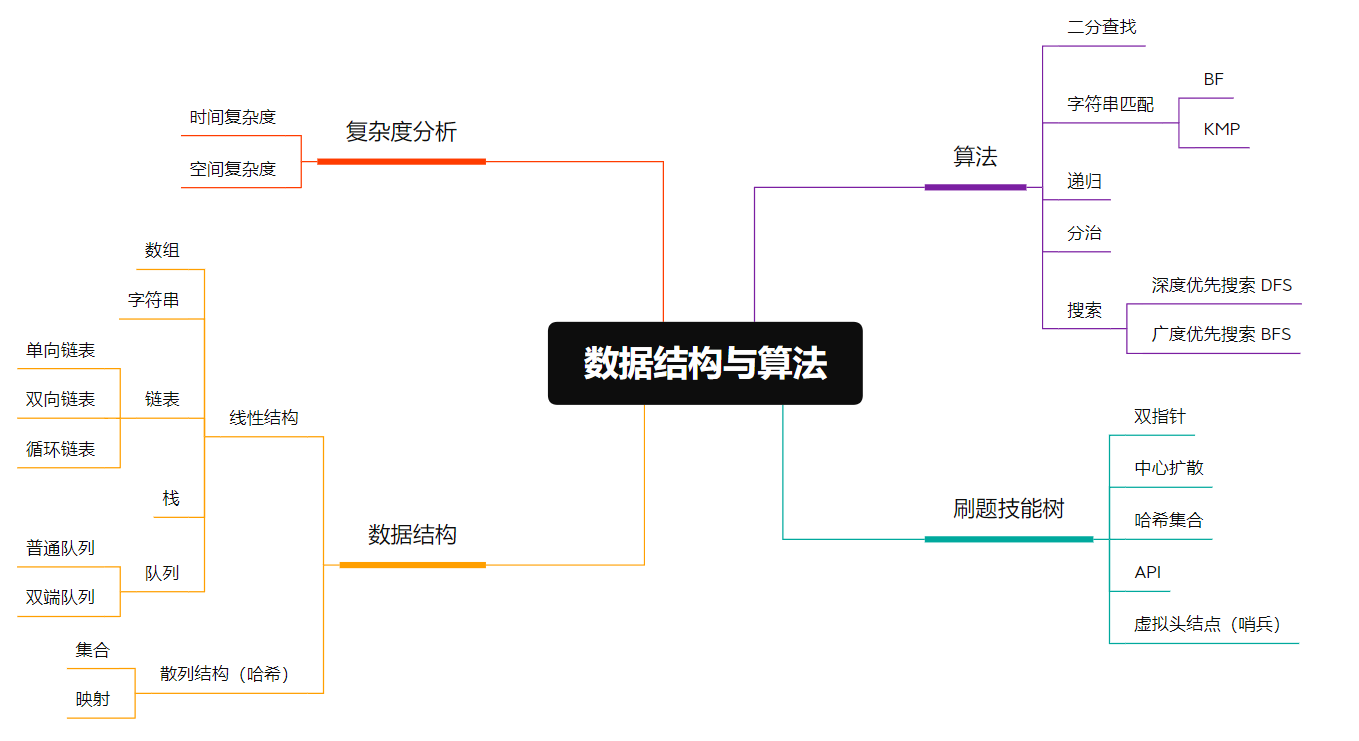 数据结构与算法
复杂度分析
时间复杂度
空间复杂度
数据结构
线性结构
数组
字符串
链表
单向链表
双向链表
循环链表
栈
队列
普通队列
双端队列
散列结构（哈希）
集合
映射
算法
二分查找
字符串匹配
BF
KMP
递归
分治
搜索
深度优先搜索 DFS
广度优先搜索 BFS
刷题技能树
双指针
中心扩散
哈希集合
API
虚拟头结点（哨兵）